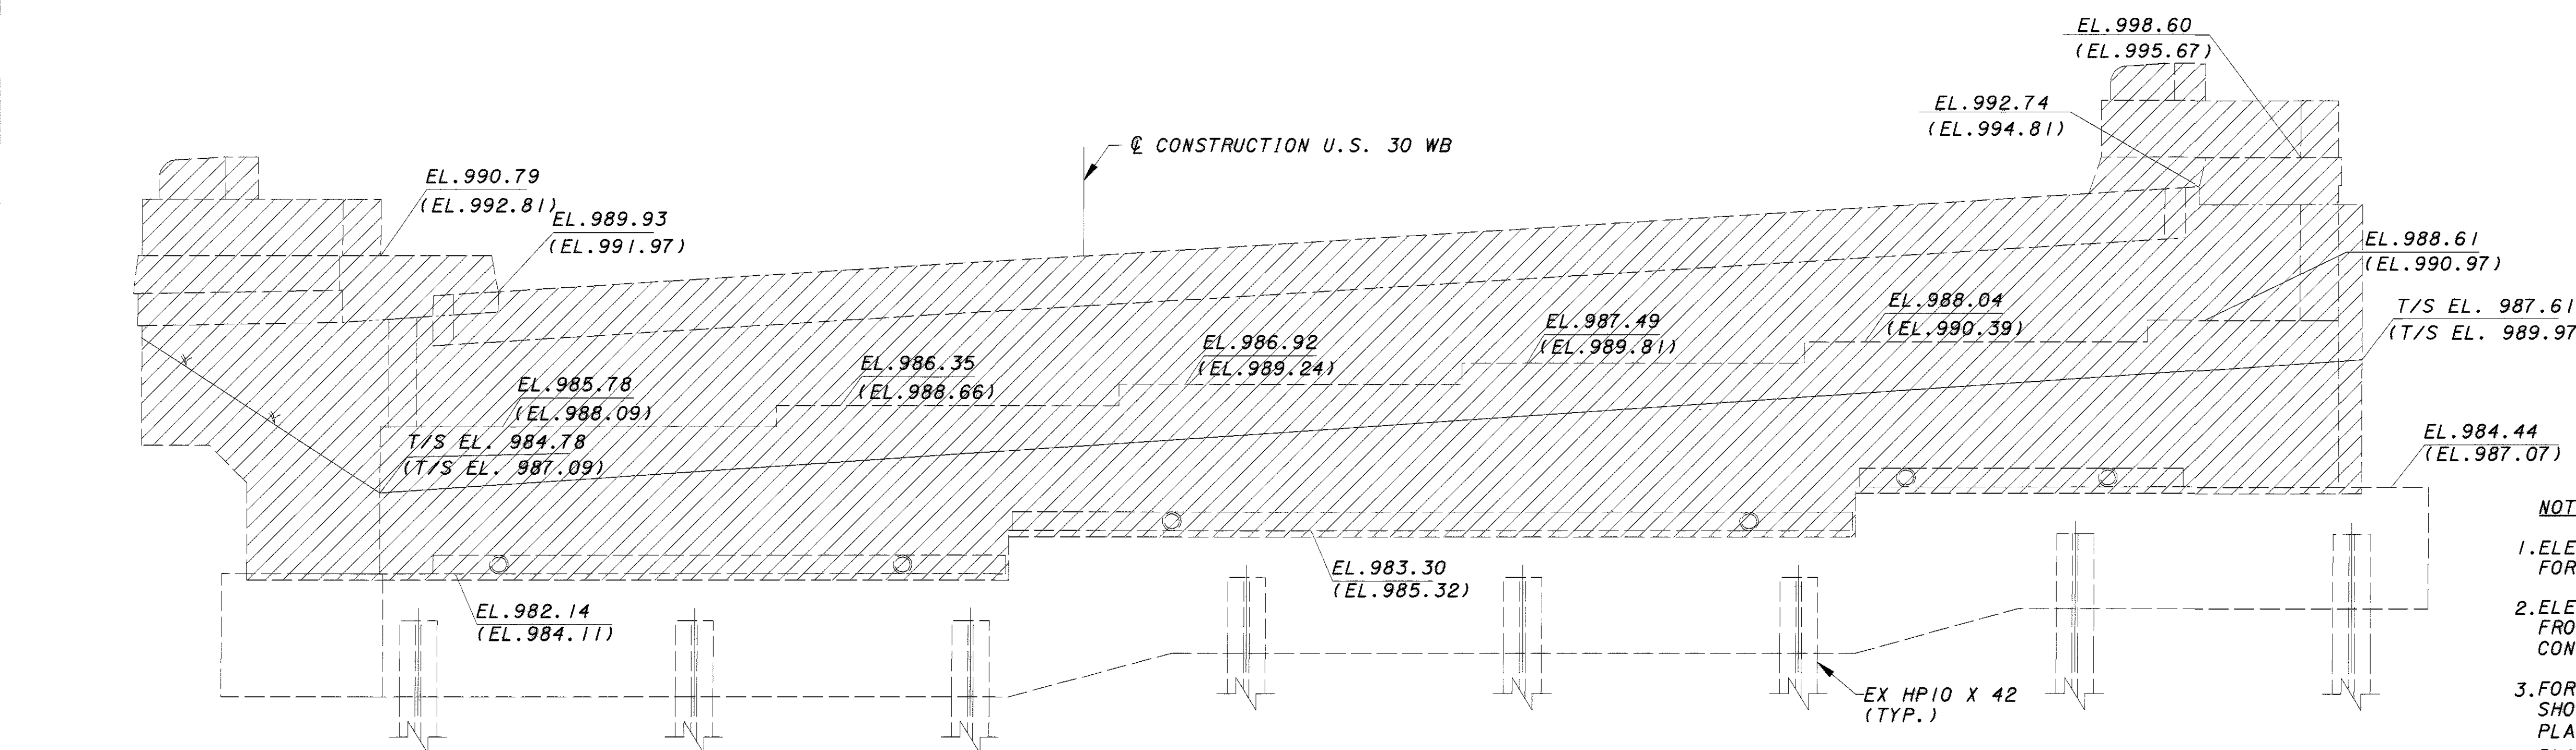 EL.998.60
(EL.995.67)
EL.992.74
(EL.994.81)
℄ CONSTRUCTION U.S. 30 WB
EL.990.79
(EL.992.81)
EL.989.93
(EL.991.97)
EL.988.61
(EL.990.97)
T/S EL. 987.61
(T/S EL. 989.97
EL.988.04
(EL.990.39)
EL.987.49
(EL.989.81)
EL.986.92
(EL.989.24)
EL.986.35
(EL.988.66)
EL.985.78
(EL.988.09)
T/S EL. 984.78
(T/S EL. 987.09)
EL.984.44
(EL.987.07)
EL.983.30
(EL.985.32)
EL.982.14
(EL.984.11)
EX HP10 X 42
(TYP.)
NOT
1.ELE
FOR
2.ELE
FRO
CON
3.FOR
SHO
PLA